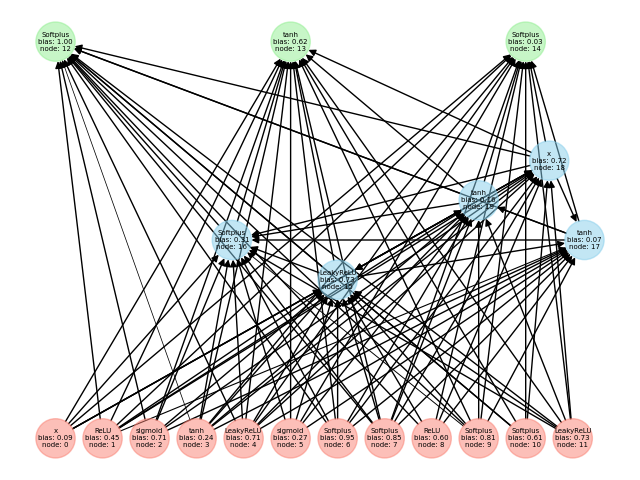 Softplus
bias: 1.00
node: 12
tanh
bias: 0.62
node: 13
Softplus
bias: 0.03
node: 14
x
bias: 0.72
node: 18
tanh
node: 19
Softplus
bias: 0.31
node: 16
tanh
bias: 0.07
node: 17
LeakyReLU
bias: 0.73
node: 15
x
bias: 0.09
node: 0
ReLU
bias: 0.45
node: 1
sigmoid
bias: 0.71
node: 2
tanh
bias: 0.24
node: 3
LeakyReLU
bias: 0.71
node: 4
sigmoid
bias: 0.27
node: 5
Softplus
bias: 0.95
node: 6
Softplus
bias: 0.85
node: 7
ReLU
bias: 0.60
node: 8
Softplus
bias: 0.81
node: 9
Softplus
bias: 0.61
node: 10
LeakyReLU
bias: 0.73
node: 11